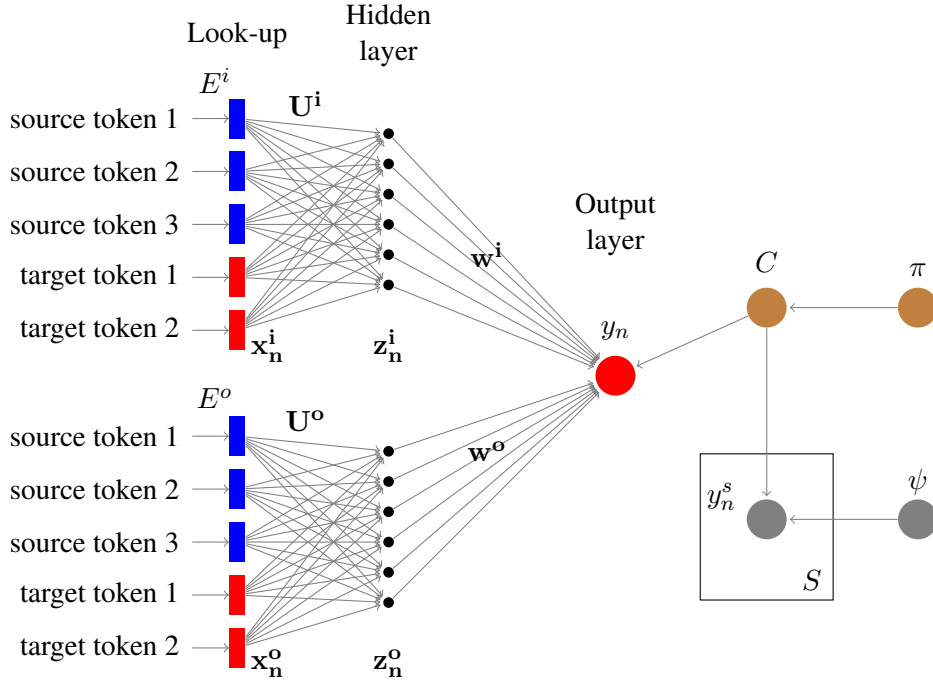 Look-up
Hidden
layer
E^i
U^i
source token 1
source token 2
source token 3
target token 1
target token 2
x_n^i
z_n^i
w^i
Output
layer
y_n
C
π
E^o
U^o
source token 1
source token 2
source token 3
target token 1
target token 2
x_n^o
z_n^o
w^o
y_n^s
ψ
S